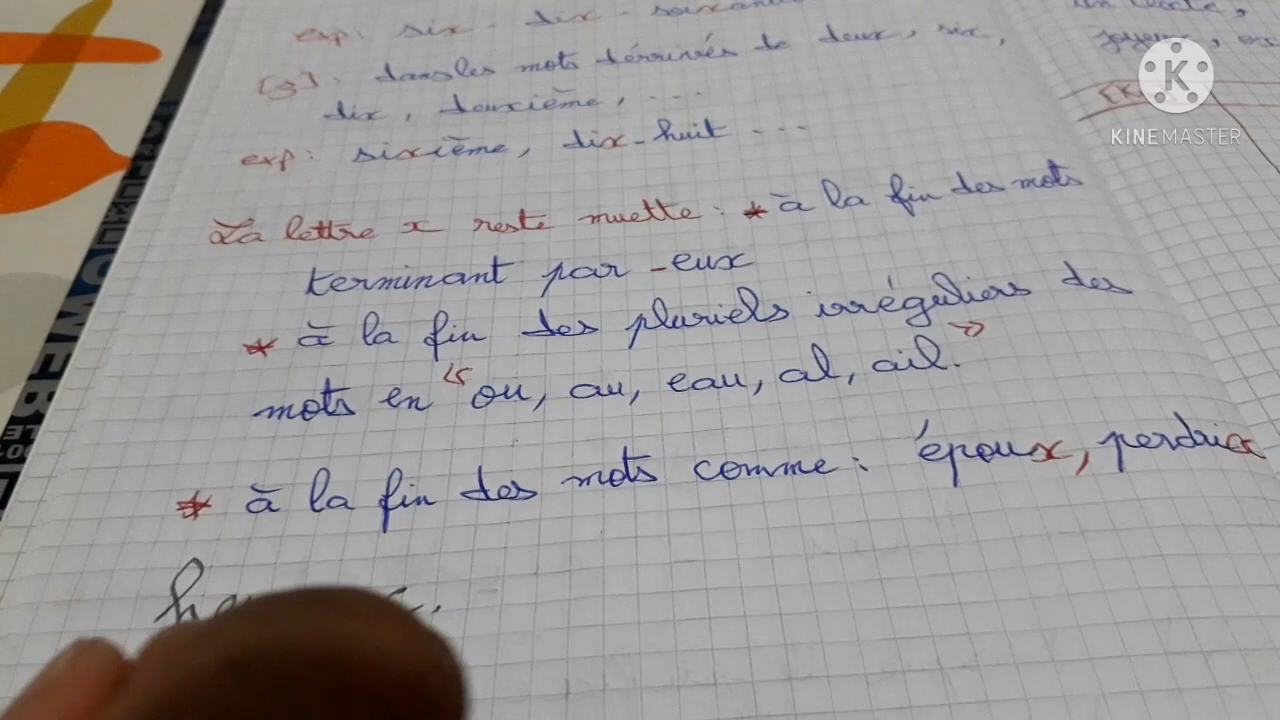 exp: six - dix - soixante
[z]: dans les mots dérivés de deux, six,
dix, deuxième, ....
exp: sixième, dix-huit ...
La lettre x reste muette: * à la fin des mots
terminant par -eux
* à la fin des pluriels irréguliers des
mots en "ou, au, eau, al, ail."
* à la fin des mots comme: époux, perdrix
joyeux,
KINEMASTER